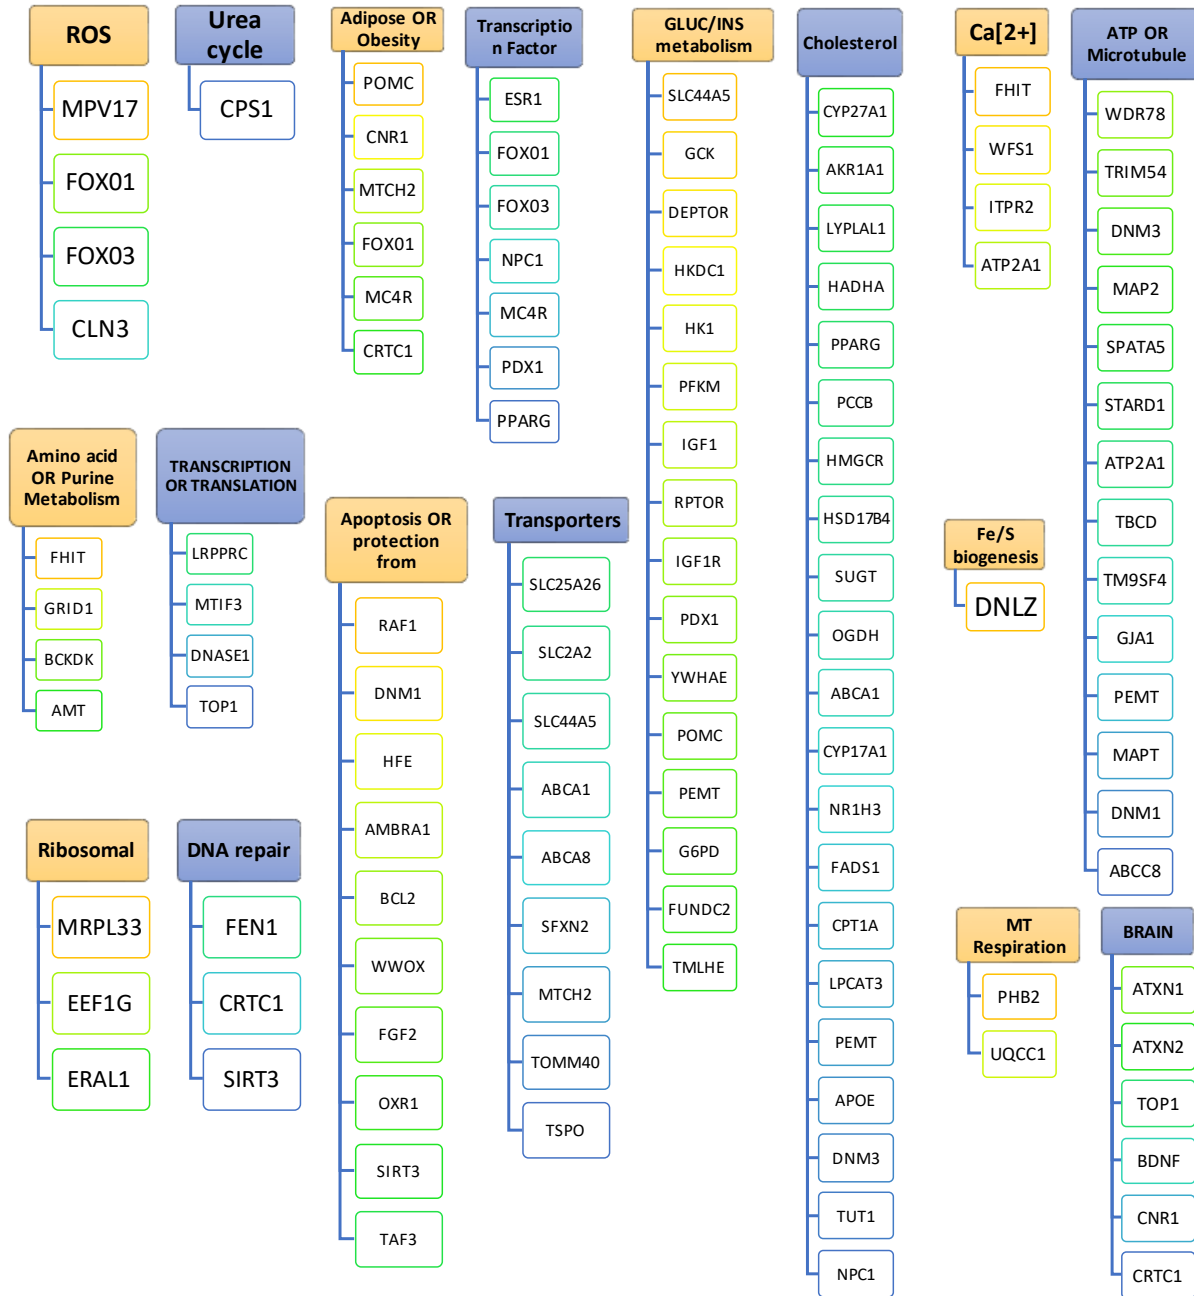 ROS
MPV17
FOX01
FOX03
CLN3
Urea
cycle
CPS1
Adipose OR
Obesity
POMC
CNR1
MTCH2
FOX01
MC4R
CRTC1
Transcriptio
n Factor
ESR1
FOX01
FOX03
NPC1
MC4R
PDX1
PPARG
GLUC/INS
metabolism
SLC44A5
GCK
DEPTOR
HKDC1
HK1
PFKM
IGF1
RPTOR
IGF1R
PDX1
YWHAE
POMC
PEMT
G6PD
FUNDC2
TMLHE
Cholesterol
CYP27A1
AKR1A1
LYPLAL1
HADHA
PPARG
PCCB
HMGCR
HSD17B4
SUGT
OGDH
ABCA1
CYP17A1
NR1H3
FADS1
CPT1A
LPCAT3
PEMT
APOE
DNM3
TUT1
NPC1
Ca[2+]
FHIT
WFS1
ITPR2
ATP2A1
ATP OR
Microtubule
WDR78
TRIM54
DNM3
MAP2
SPATA5
STARD1
ATP2A1
TBCD
TM9SF4
GJA1
PEMT
MAPT
DNM1
ABCC8
Amino acid
OR Purine
Metabolism
FHIT
GRID1
BCKDK
AMT
TRANSCRIPTION
OR TRANSLATION
LRPPRC
MTIF3
DNASE1
TOP1
Apoptosis OR
protection
from
RAF1
DNM1
HFE
AMBRA1
BCL2
WWOX
FGF2
OXR1
SIRT3
TAF3
Transporters
SLC25A26
SLC2A2
SLC44A5
ABCA1
ABCA8
SFXN2
MTCH2
TOMM40
TSPO
Fe/S
biogenesis
DNLZ
Ribosomal
MRPL33
EEF1G
ERAL1
DNA repair
FEN1
CRTC1
SIRT3
MT
Respiration
PHB2
UQCC1
BRAIN
ATXN1
ATXN2
TOP1
BDNF
CNR1
CRTC1